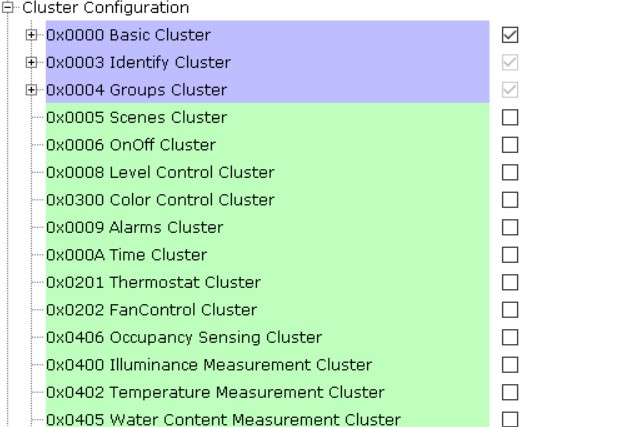 Cluster Configuration
0x0000 Basic Cluster
0x0003 Identify Cluster
0x0004 Groups Cluster
0x0005 Scenes Cluster
0x0006 OnOff Cluster
0x0008 Level Control Cluster
0x0300 Color Control Cluster
0x0009 Alarms Cluster
0x000A Time Cluster
0x0201 Thermostat Cluster
0x0202 FanControl Cluster
0x0406 Occupancy Sensing Cluster
0x0400 Illuminance Measurement Cluster
0x0402 Temperature Measurement Cluster
0x0405 Water Content Measurement Cluster